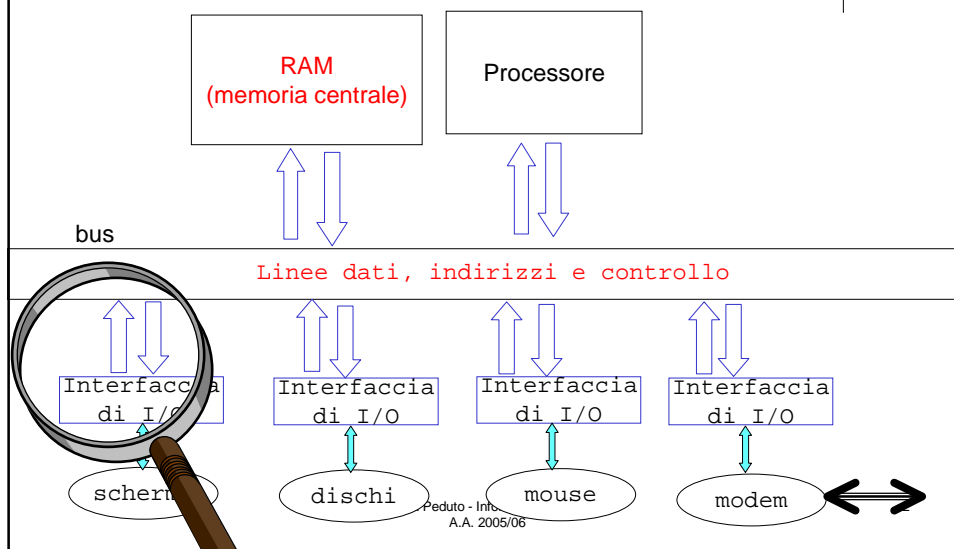 RAM
(memoria centrale)
Processore
bus
Linee dati, indirizzi e controllo
Interfaccia
di I/O
Interfaccia
di I/O
Interfaccia
di I/O
Interfaccia
di I/O
dischi
mouse
modem
Peduto -
A.A. 2005/06